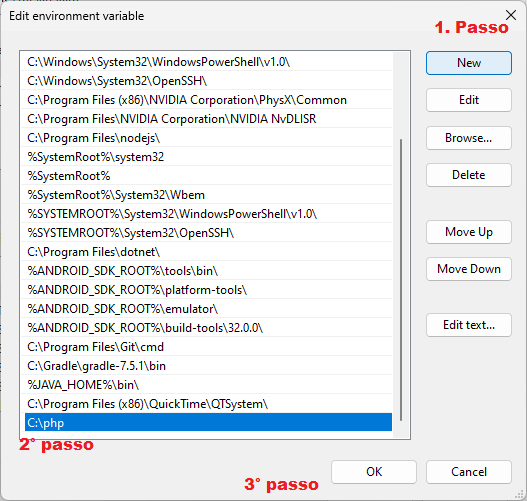 Edit environment variable
1. Passo
C:\Windows\System32\WindowsPowerShell\v1.0\
New
C:\Windows\System32\OpenSSH\
C:\Program Files (x86)\NVIDIA Corporation\PhysX\Common
Edit
C:\Program Files\NVIDIA Corporation\NVIDIA NvDLISR
C:\Program Files\nodejs\
Browse...
%SystemRoot%\system32
%SystemRoot%
Delete
%SystemRoot%\System32\Wbem
%SYSTEMROOT%\System32\WindowsPowerShell\v1.0\
%SYSTEMROOT%\System32\OpenSSH\
Move Up
C:\Program Files\dotnet\
%ANDROID_SDK_ROOT%\tools\bin\
Move Down
%ANDROID_SDK_ROOT%\platform-tools\
%ANDROID_SDK_ROOT%\emulator\
%ANDROID_SDK_ROOT%\build-tools\32.0.0\
Edit text...
C:\Program Files\Git\cmd
C:\Gradle\gradle-7.5.1\bin
%JAVA_HOME%\bin\
C:\Program Files (x86)\QuickTime\QTSystem\
C:\php
2° passo
3° passo
OK
Cancel